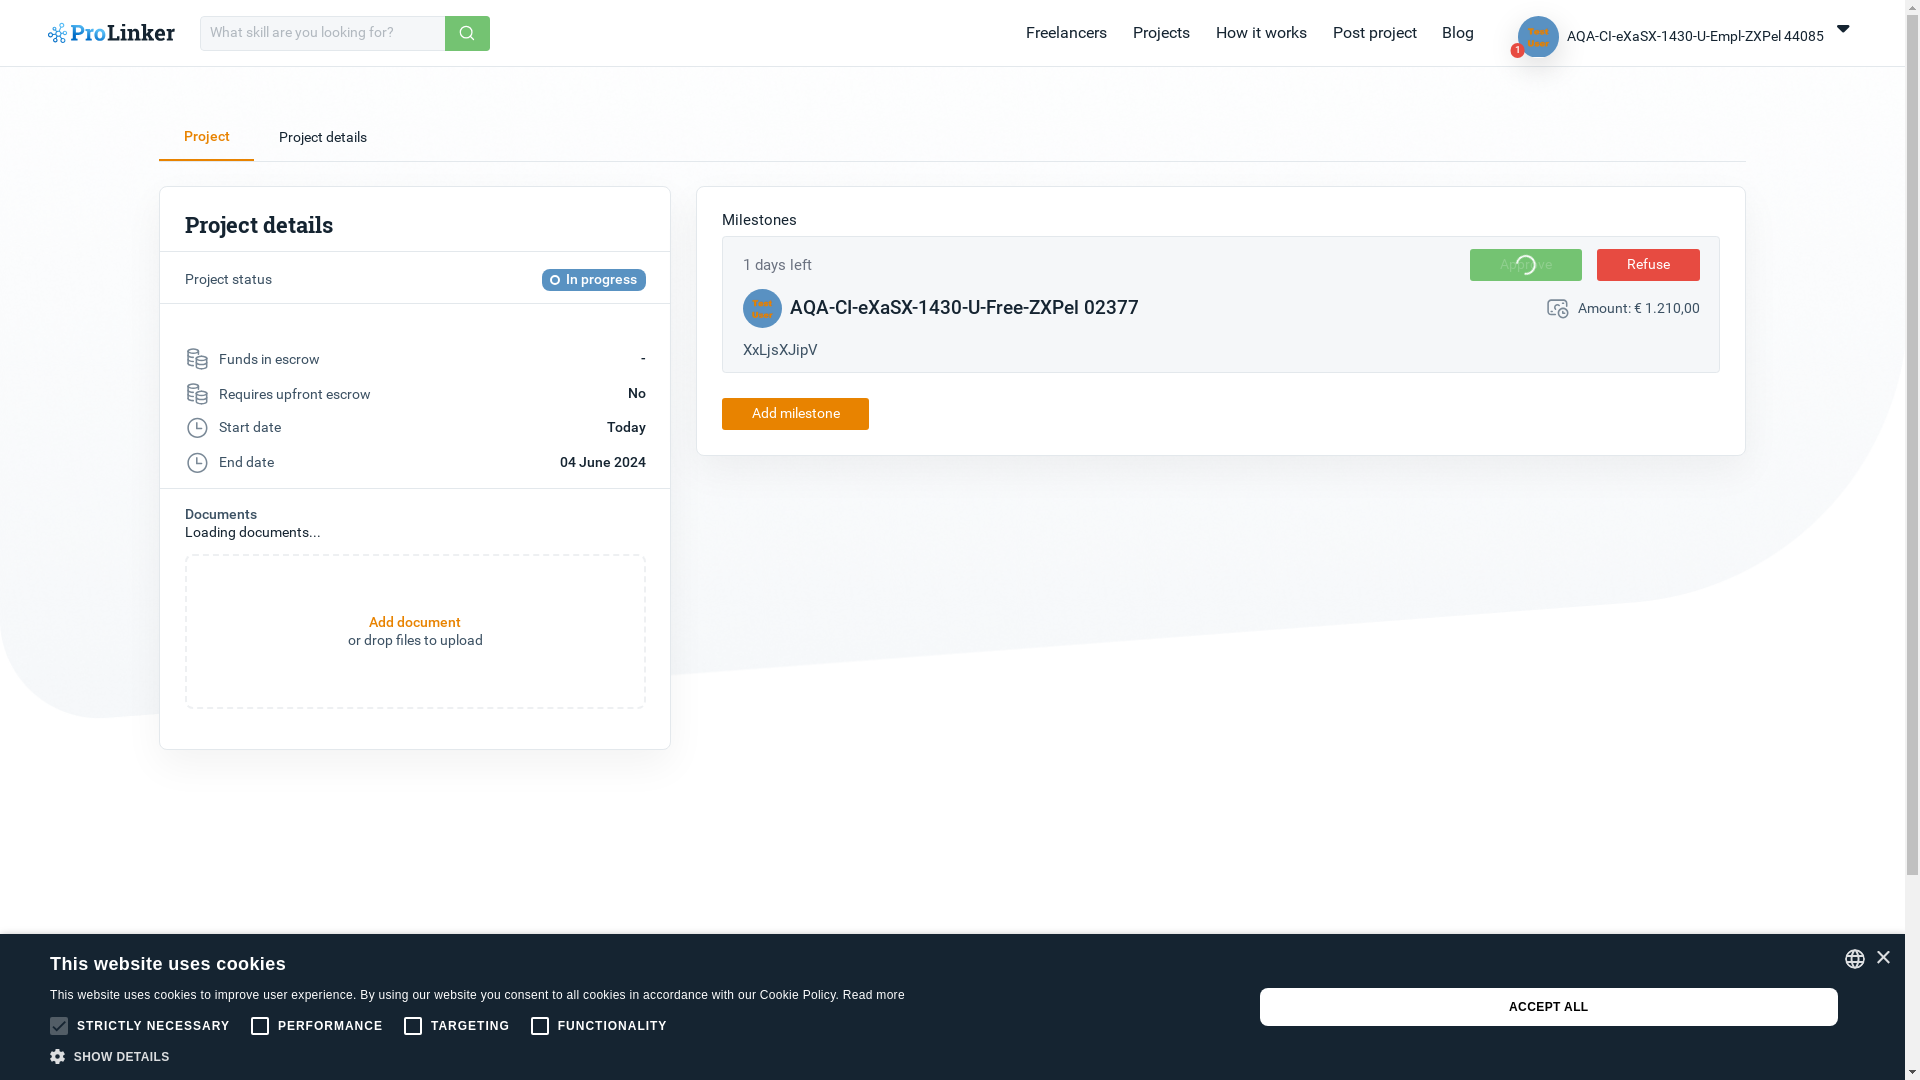 ProLinker
What skill are you looking for?
Freelancers
Projects
How it works
Post project
Blog
Test
User
1
AQA-CI-eXaSX-1430-U-Empl-ZXPel 44085
Project
Project details
Project details
Project status
In progress
Funds in escrow
-
Requires upfront escrow
No
Start date
Today
End date
04 June 2024
Documents
Loading documents...
Add document
or drop files to upload
Milestones
1 days left
Approve
Refuse
Test
User
AQA-CI-eXaSX-1430-U-Free-ZXPel 02377
Amount: € 1.210,00
XxLjsXJipV
Add milestone
This website uses cookies
This website uses cookies to improve user experience. By using our website you consent to all cookies in accordance with our Cookie Policy. Read more
STRICTLY NECESSARY
PERFORMANCE
TARGETING
FUNCTIONALITY
SHOW DETAILS
ACCEPT ALL
×